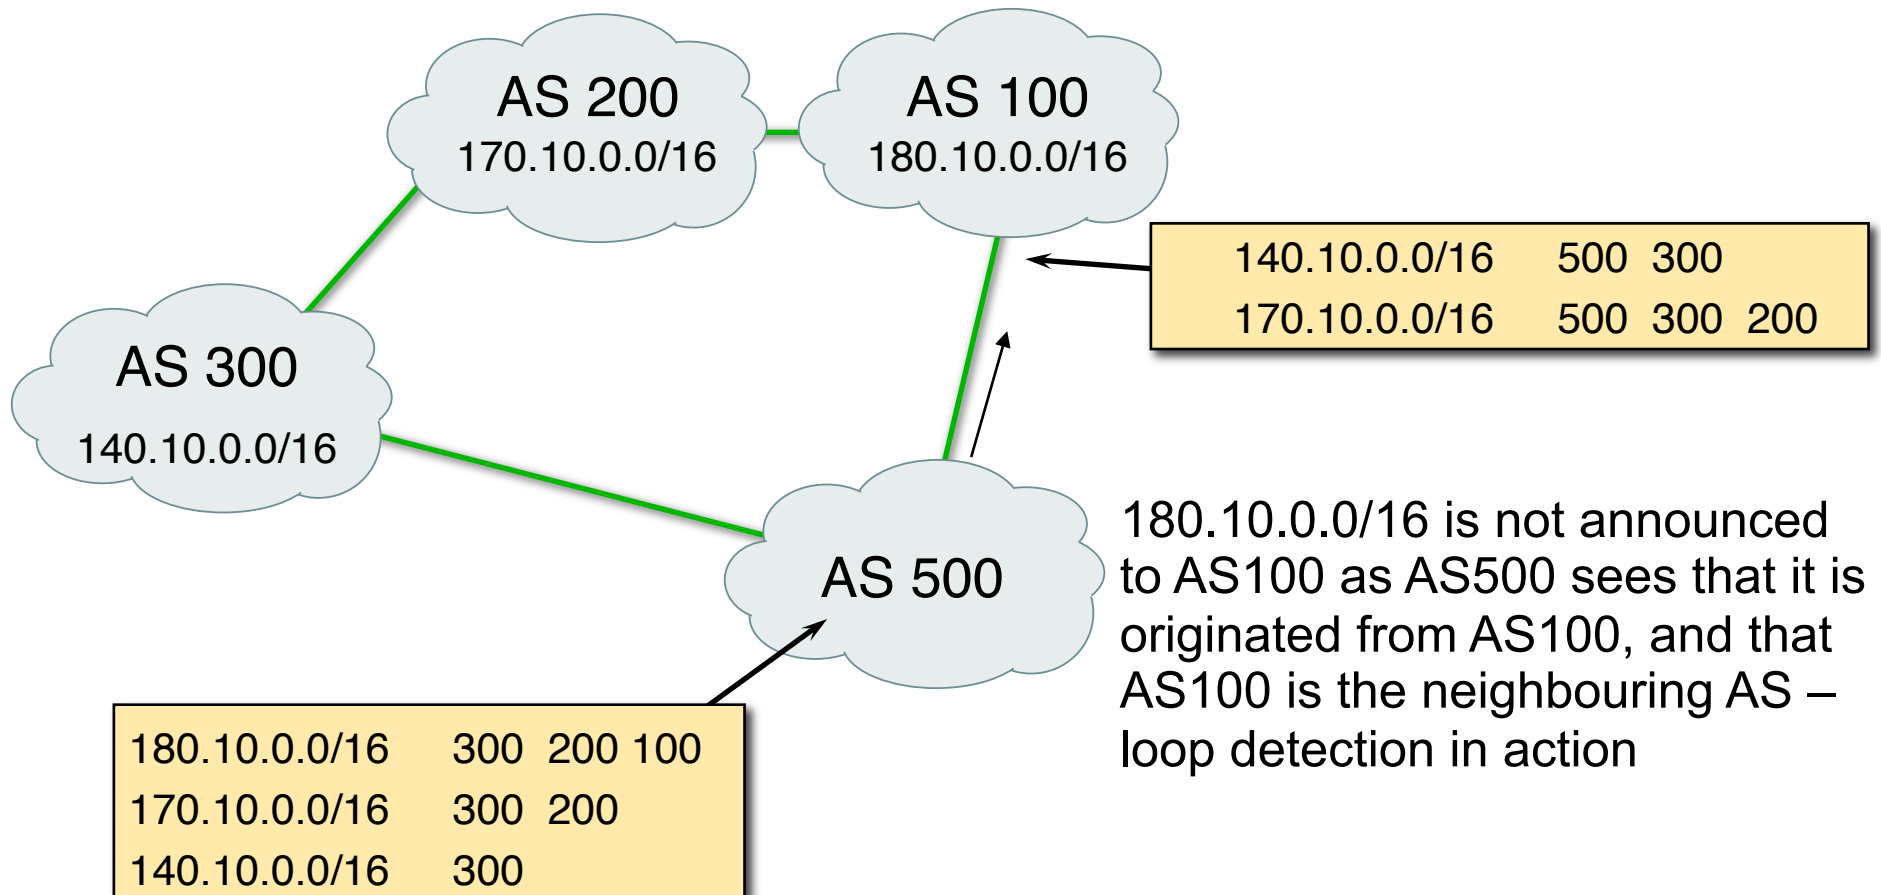 AS 200
170.10.0.0/16
AS 100
180.10.0.0/16
140.10.0.0/16 500 300
170.10.0.0/16 500 300 200
AS 300
140.10.0.0/16
AS 500
180.10.0.0/16 is not announced
to AS100 as AS500 sees that it is
originated from AS100, and that
AS100 is the neighbouring AS –
loop detection in action
180.10.0.0/16 300 200 100
170.10.0.0/16 300 200
140.10.0.0/16 300